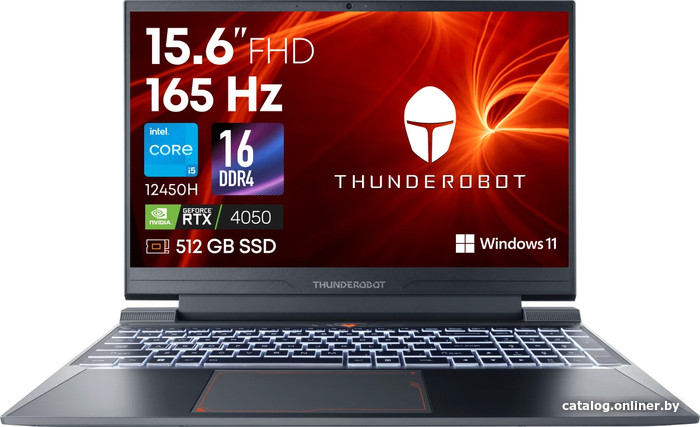 15.6″ FHD
165 Hz
intel.
CORE
i5
12450H
16
DDR4
NVIDIA.
GEFORCE
RTX
4050
512 GB SSD
THUNDEROBOT
Windows 11
THUNDEROBOT
catalog.onliner.by